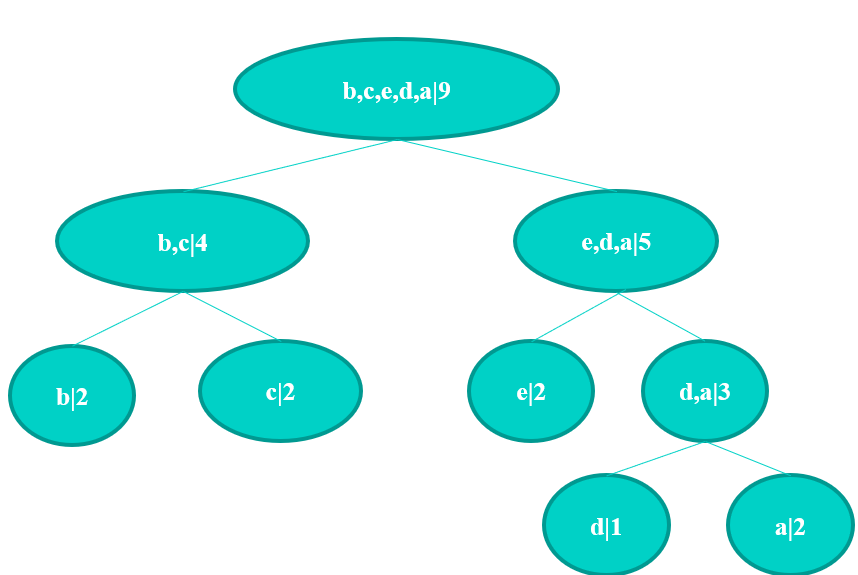 b,c,e,d,a|9
b,c|4
e,d,a|5
b|2
c|2
e|2
d,a|3
d|1
a|2